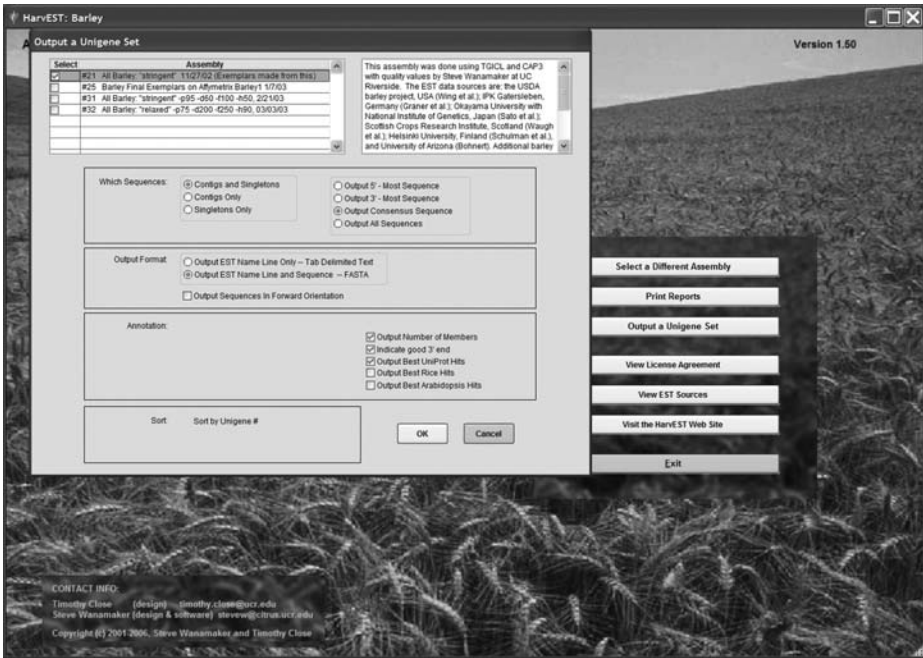 HarvEST: Barley
Version 1.50
Output a Unigene Set
Select Assembly
#21 All Barley: "stringent" 11/27/02 (Exemplars made from this)
#25 Barley Final Exemplars on Affymetrix Barley1 1/7/03
#31 All Barley: "stringent" -p95 -d60 -f100 -h50, 2/21/03
#32 All Barley: "relaxed" -p75 -d200 -f250 -h90, 03/03/03
This assembly was done using TGICL and CAP3
with quality values by Steve Wanamaker at UC
Riverside. The EST data sources are: the USDA
barley project, USA (Wing et al.); IPK Gatersleben,
Germany (Graner et al.); Okayama University with
National Institute of Genetics, Japan (Sato et al.);
Scottish Crops Research Institute, Scotland (Waugh
et al.); Helsinki University, Finland (Schulman et al.),
and University of Arizona (Bohnert). Additional barley
Which Sequences:
Contigs and Singletons
Contigs Only
Singletons Only
Output 5' - Most Sequence
Output 3' - Most Sequence
Output Consensus Sequence
Output All Sequences
Output Format
Output EST Name Line Only -- Tab Delimited Text
Output EST Name Line and Sequence -- FASTA
Output Sequences In Forward Orientation
Annotation:
Output Number of Members
Indicate good 3' end
Output Best UniProt Hits
Output Best Rice Hits
Output Best Arabidopsis Hits
Sort Sort by Unigene #
OK Cancel
Select a Different Assembly
Print Reports
Output a Unigene Set
View License Agreement
View EST Sources
Visit the HarvEST Web Site
Exit
CONTACT INFO:
Timothy Close (design) timothy.close@ucr.edu
Steve Wanamaker (design & software) stevew@citrus.ucr.edu
Copyright (c) 2001-2006, Steve Wanamaker and Timothy Close